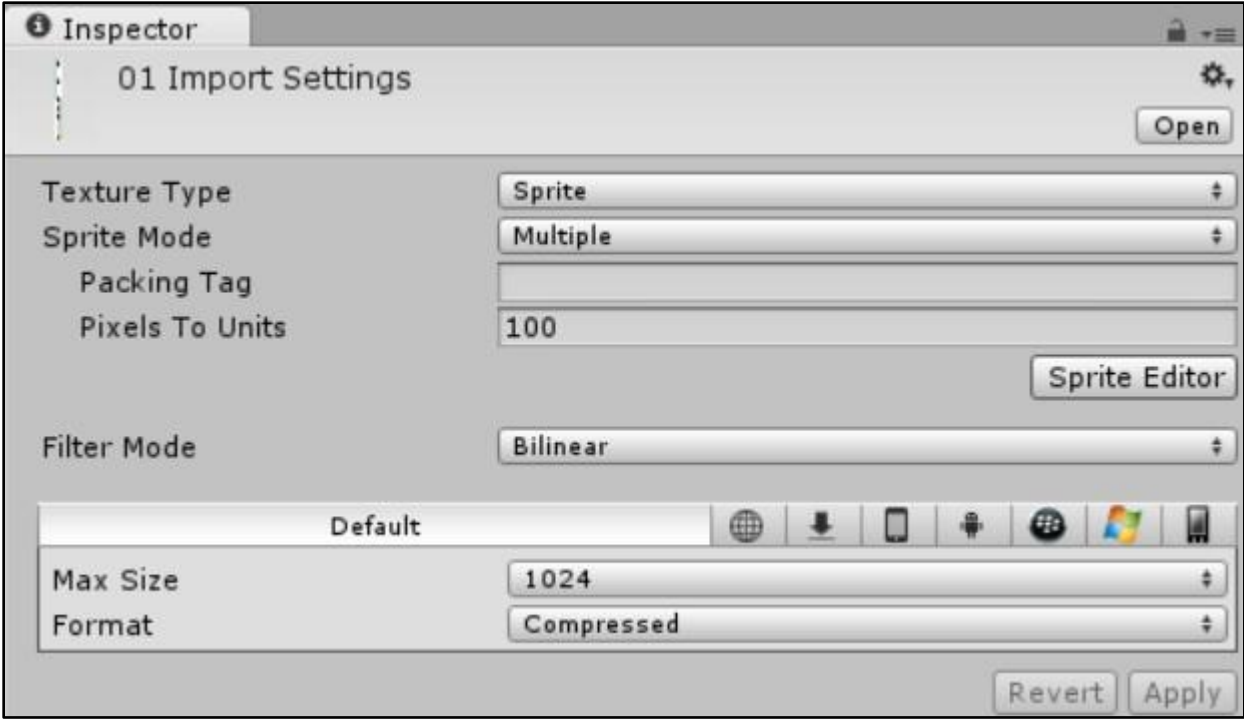 Inspector
01 Import Settings
Open
Texture Type Sprite
Sprite Mode Multiple
Packing Tag
Pixels To Units 100
Sprite Editor
Filter Mode Bilinear
Default
Max Size 1024
Format Compressed
Revert Apply